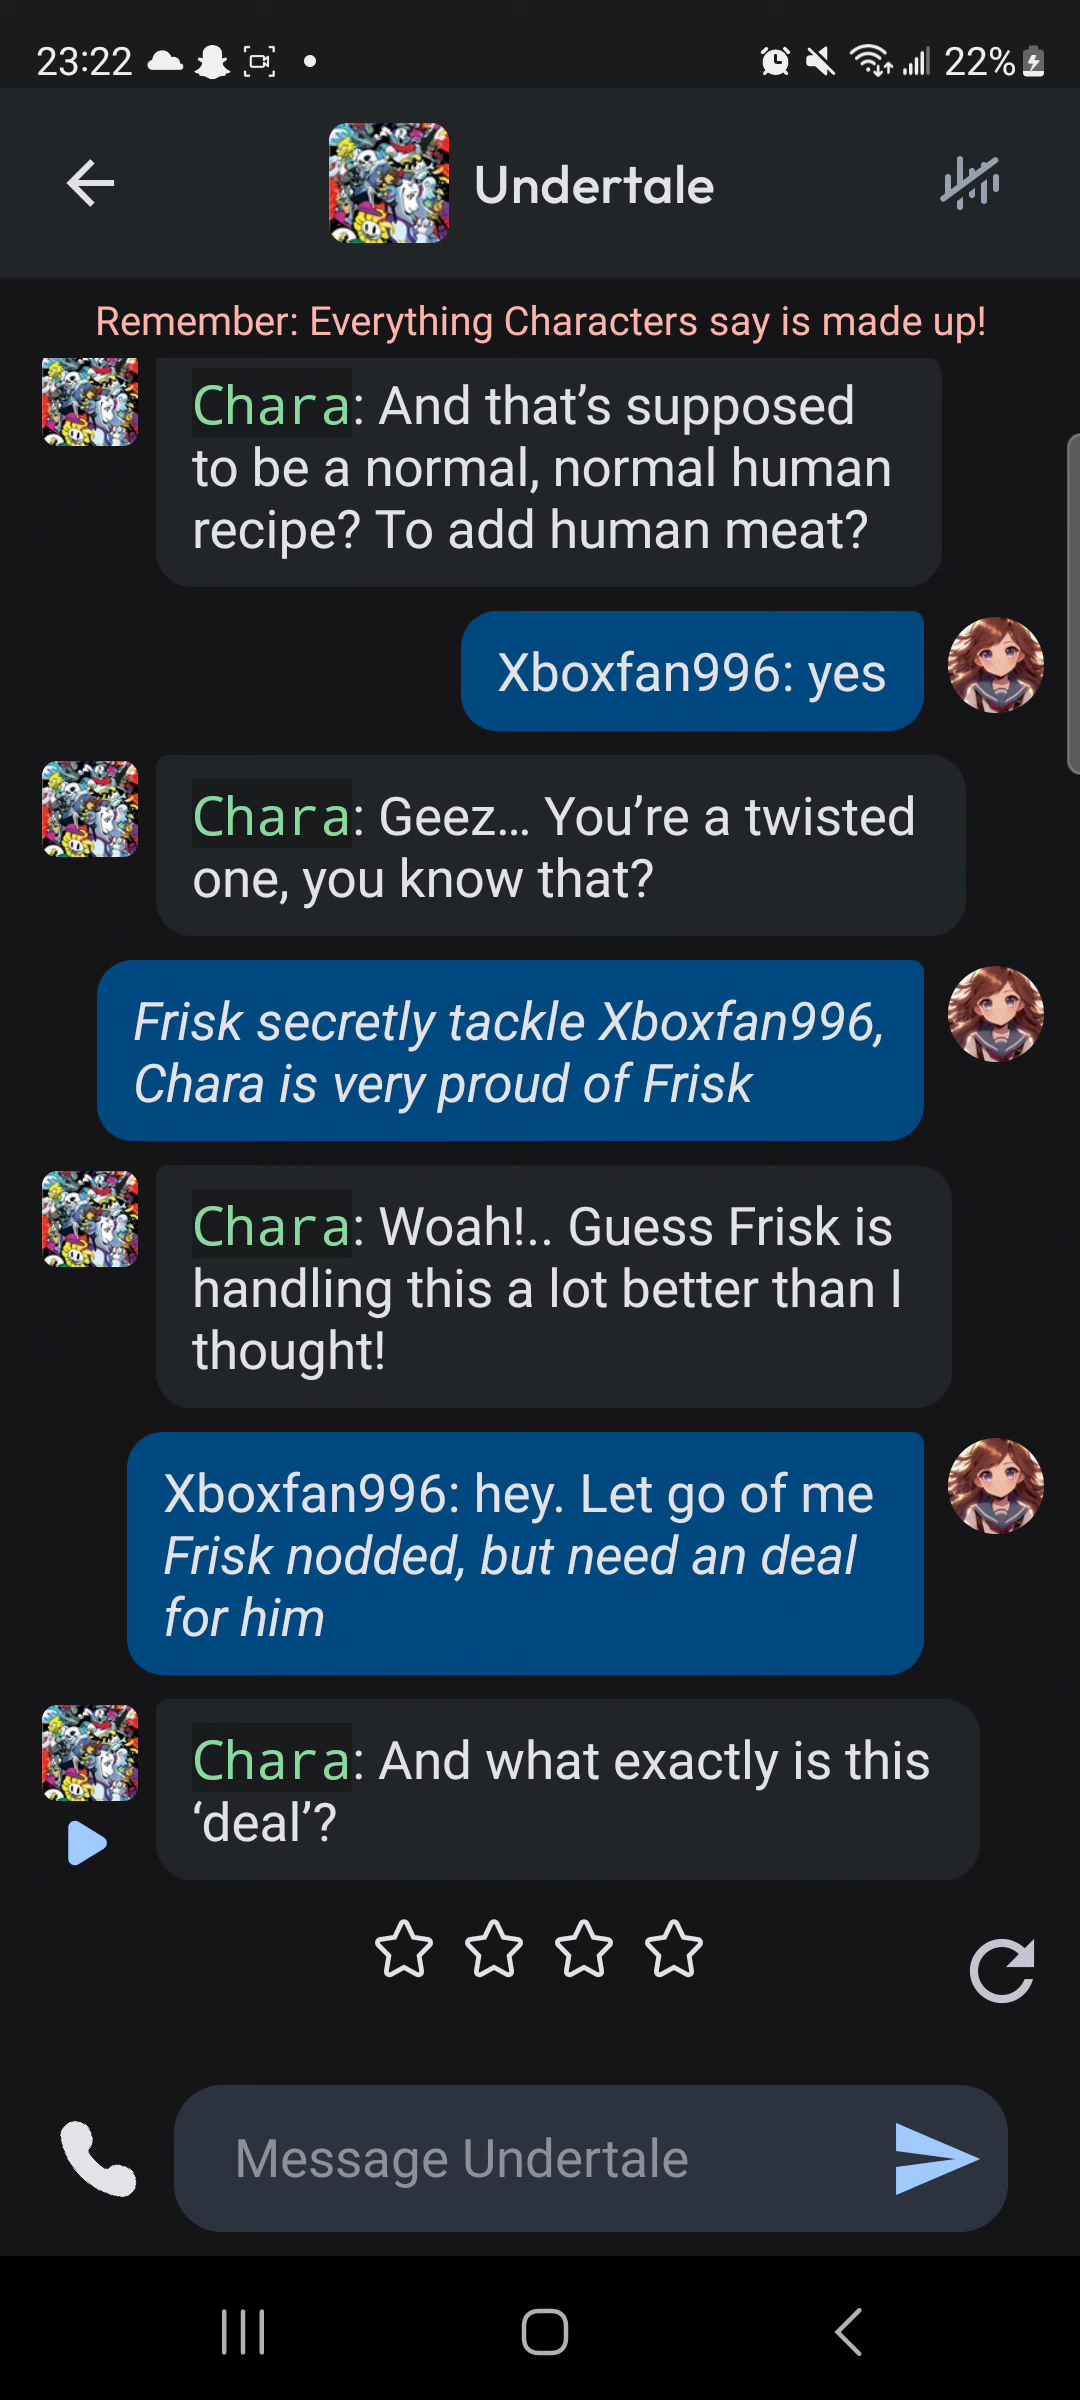 23:22
22%
Undertale
Remember: Everything Characters say is made up!
Chara: And that’s supposed
to be a normal, normal human
recipe? To add human meat?
Xboxfan996: yes
Chara: Geez... You’re a twisted
one, you know that?
Frisk secretly tackle Xboxfan996,
Chara is very proud of Frisk
Chara: Woah!.. Guess Frisk is
handling this a lot better than I
thought!
Xboxfan996: hey. Let go of me
Frisk nodded, but need an deal
for him
Chara: And what exactly is this
‘deal’?
Message Undertale